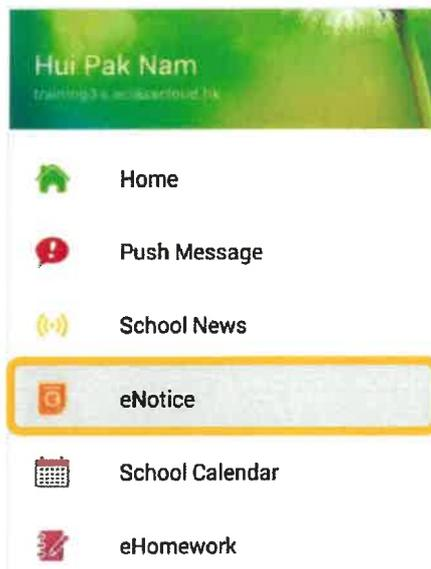 Hui Pak Nam
Home
Push Message
School News
eNotice
School Calendar
eHomework